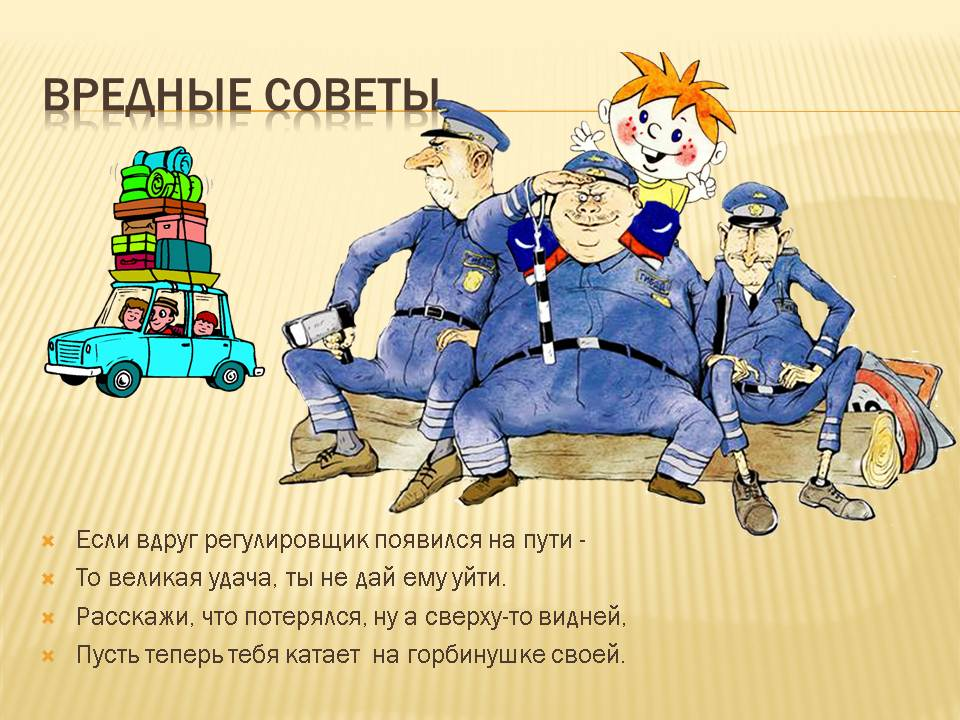 ВРЕДНЫЕ СОВЕТЫ
ГИБДД
Если вдруг регулировщик появился на пути -
То великая удача, ты не дай ему уйти.
Расскажи, что потерялся, ну а сверху-то видней,
Пусть теперь тебя катает на горбинушке своей.